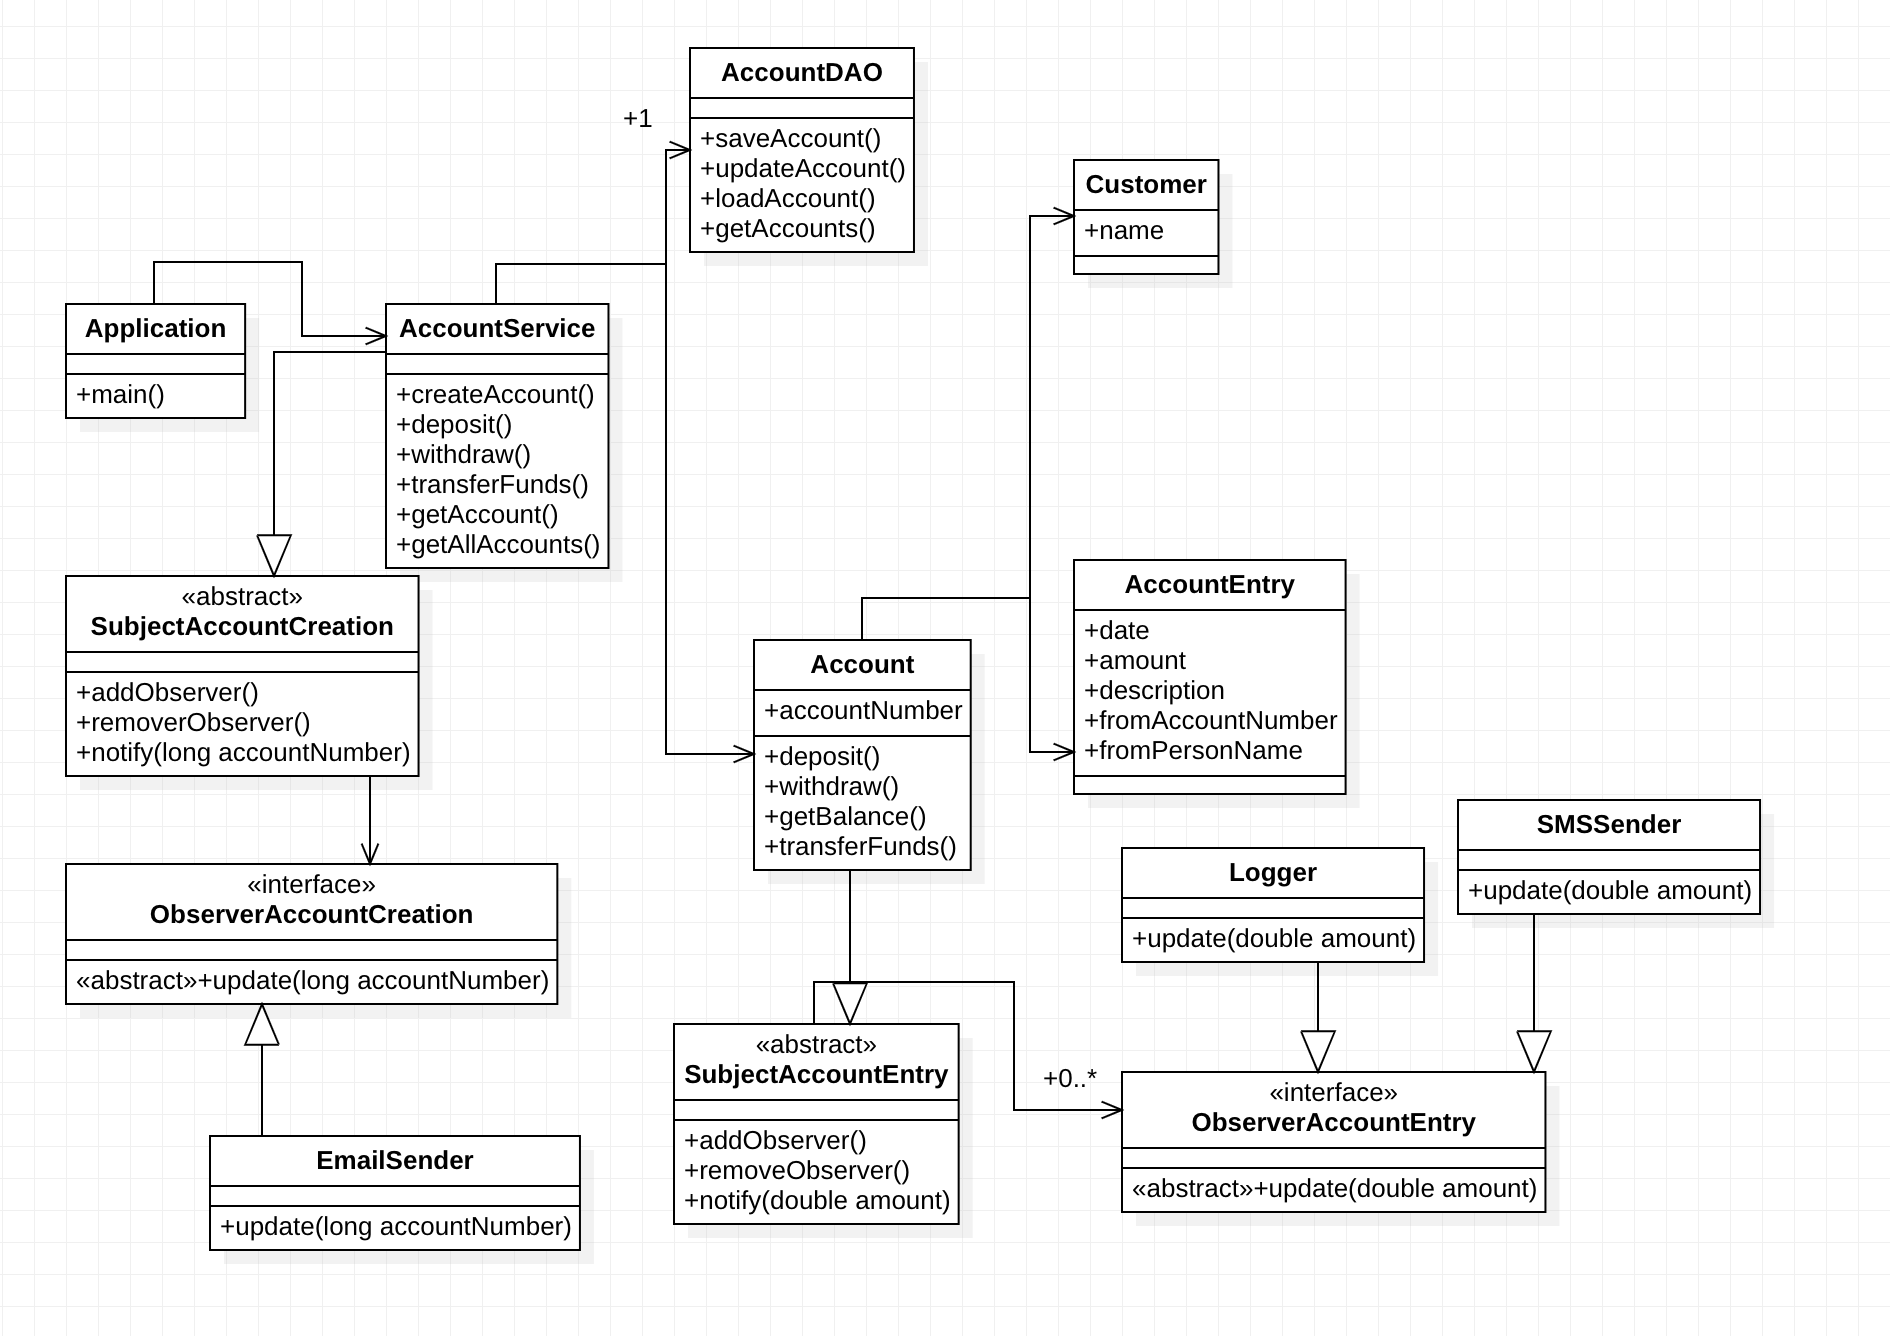 AccountDAO
+1
+saveAccount()
+updateAccount()
+loadAccount()
+getAccounts()
Customer
+name
Application
+main()
AccountService
+createAccount()
+deposit()
+withdraw()
+transferFunds()
+getAccount()
+getAllAccounts()
«abstract»
SubjectAccountCreation
+addObserver()
+removerObserver()
+notify(long accountNumber)
Account
+accountNumber
+deposit()
+withdraw()
+getBalance()
+transferFunds()
AccountEntry
+date
+amount
+description
+fromAccountNumber
+fromPersonName
SMSSender
+update(double amount)
Logger
+update(double amount)
«interface»
ObserverAccountCreation
«abstract»+update(long accountNumber)
EmailSender
+update(long accountNumber)
«abstract»
SubjectAccountEntry
+addObserver()
+removeObserver()
+notify(double amount)
+0..*
«interface»
ObserverAccountEntry
«abstract»+update(double amount)